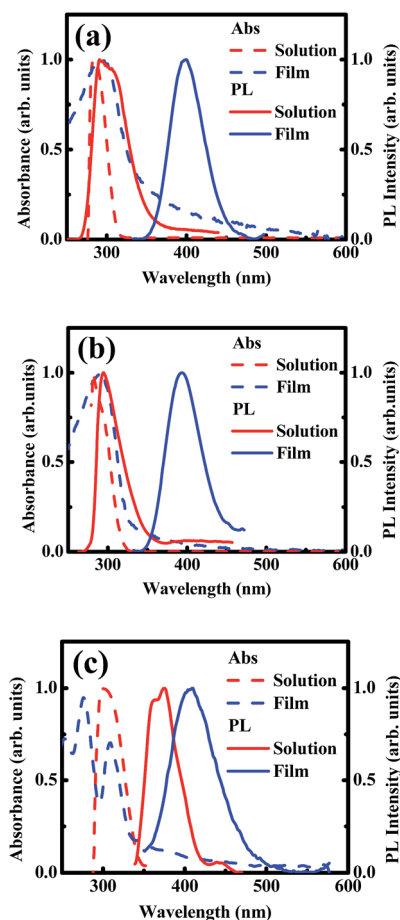 (a)
Abs
Solution
Film
PL
Solution
Film
Absorbance (arb. units)
PL Intensity (arb. units)
1.0
0.5
0.0
1.0
0.5
0.0
300 400 500 600
Wavelength (nm)
(b)
Abs
Solution
Film
PL
Solution
Film
Absorbance (arb.units)
PL Intensity (arb. units)
1.0
0.5
0.0
1.0
0.5
0.0
300 400 500 600
Wavelength (nm)
(c)
Abs
Solution
Film
PL
Solution
Film
Absorbance (arb. units)
PL Intensity (arb. units)
1.0
0.5
0.0
1.0
0.5
0.0
300 400 500 600
Wavelength (nm)